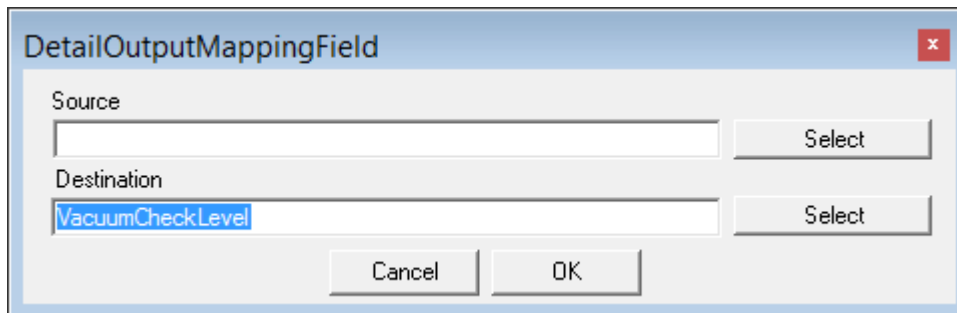 DetailOutputMappingField
x
Source
Select
Destination
VacuumCheckLevel
Select
Cancel OK